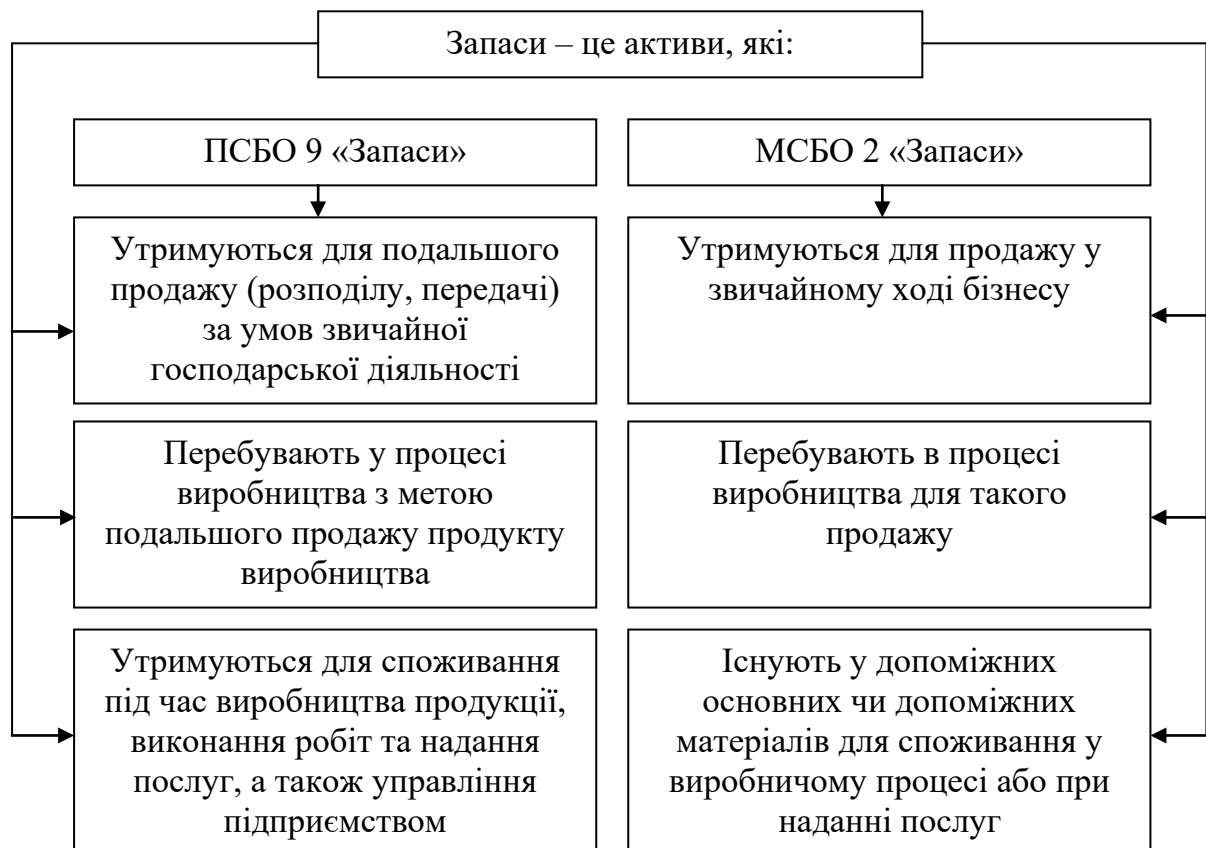 Запаси – це активи, які:
ПСБО 9 «Запаси»
МСБО 2 «Запаси»
Утримуються для подальшого
продажу (розподілу, передачі)
за умов звичайної
господарської діяльності
Утримуються для продажу у
звичайному ході бізнесу
Перебувають у процесі
виробництва з метою
подальшого продажу продукту
виробництва
Перебувають в процесі
виробництва для такого
продажу
Утримуються для споживання
під час виробництва продукції,
виконання робіт та надання
послуг, а також управління
підприємством
Існують у допоміжних
основних чи допоміжних
матеріалів для споживання у
виробничому процесі або при
наданні послуг